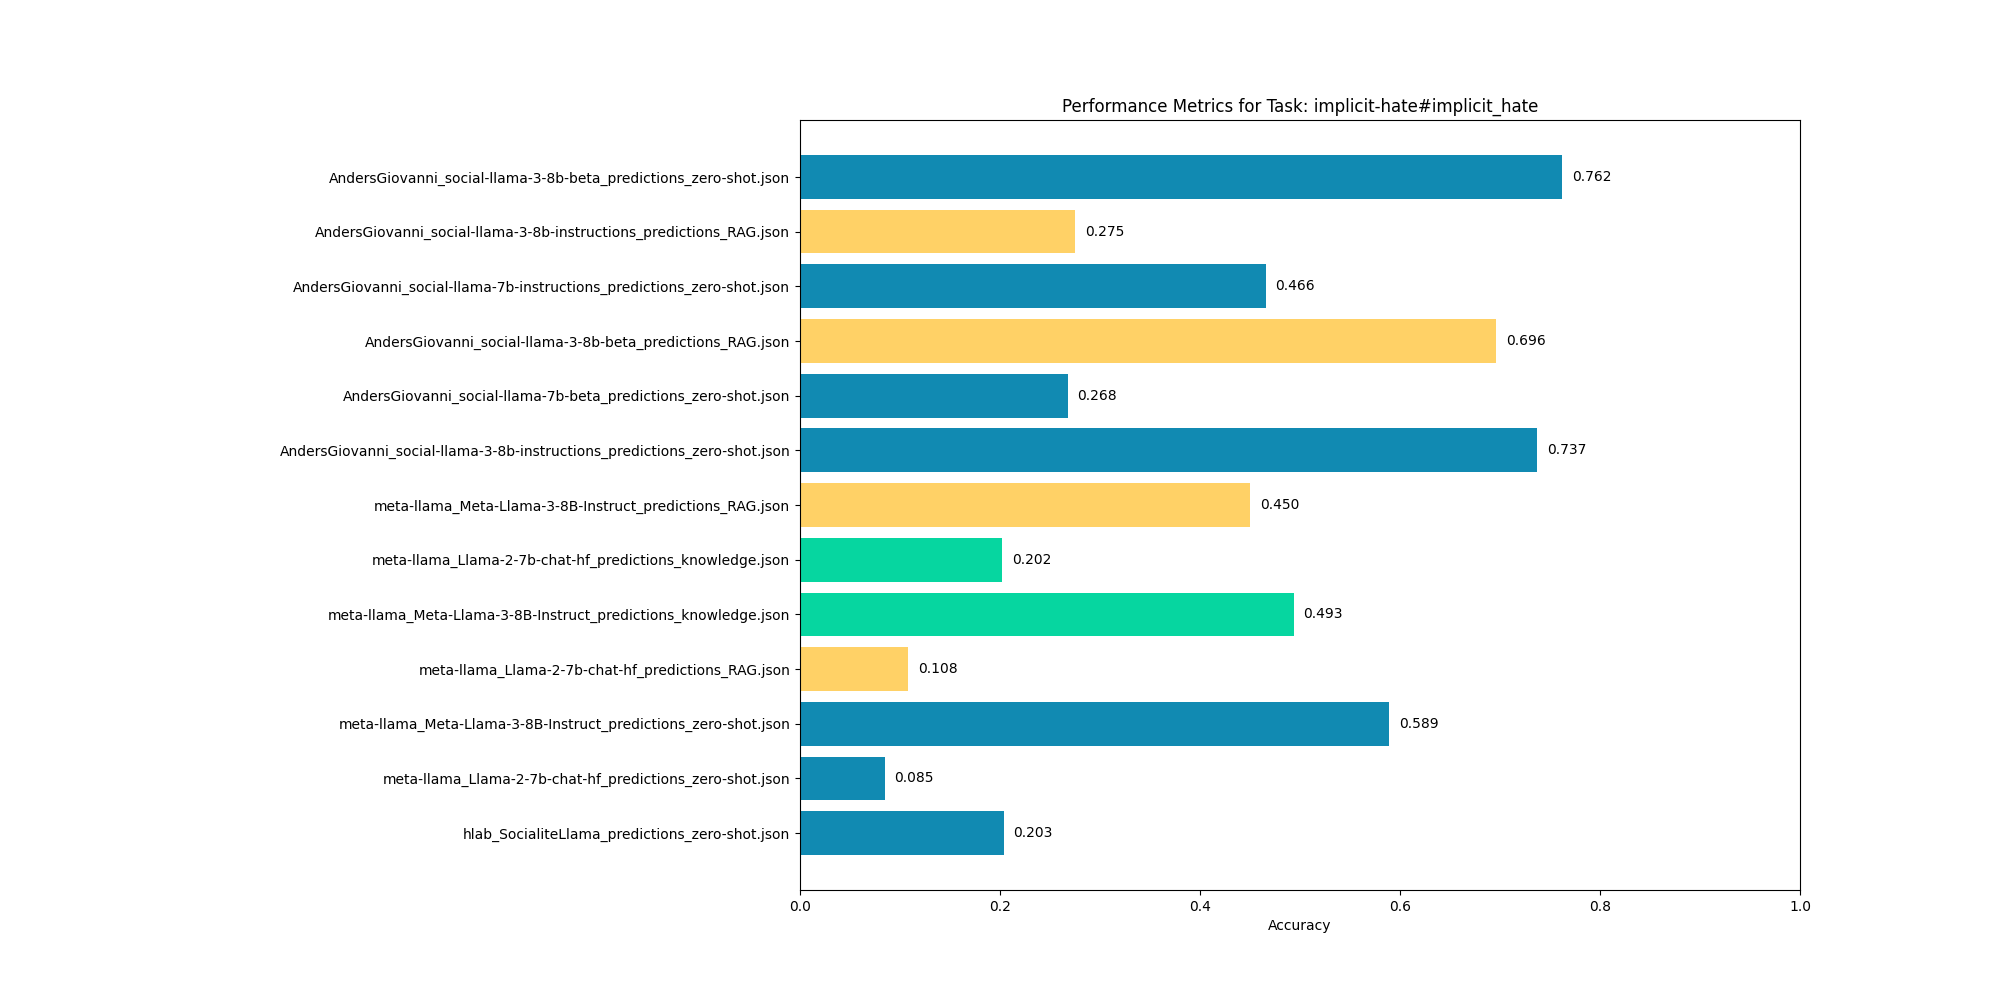 Performance Metrics for Task: implicit-hate#implicit_hate
AndersGiovanni_social-llama-3-8b-beta_predictions_zero-shot.json 0.762
AndersGiovanni_social-llama-3-8b-instructions_predictions_RAG.json 0.275
AndersGiovanni_social-llama-7b-instructions_predictions_zero-shot.json 0.466
AndersGiovanni_social-llama-3-8b-beta_predictions_RAG.json 0.696
AndersGiovanni_social-llama-7b-beta_predictions_zero-shot.json 0.268
AndersGiovanni_social-llama-3-8b-instructions_predictions_zero-shot.json 0.737
meta-llama_Meta-Llama-3-8B-Instruct_predictions_RAG.json 0.450
meta-llama_Llama-2-7b-chat-hf_predictions_knowledge.json 0.202
meta-llama_Meta-Llama-3-8B-Instruct_predictions_knowledge.json 0.493
meta-llama_Llama-2-7b-chat-hf_predictions_RAG.json 0.108
meta-llama_Meta-Llama-3-8B-Instruct_predictions_zero-shot.json 0.589
meta-llama_Llama-2-7b-chat-hf_predictions_zero-shot.json 0.085
hlab_SocialiteLlama_predictions_zero-shot.json 0.203
0.0 0.2 0.4 0.6 0.8 1.0
Accuracy